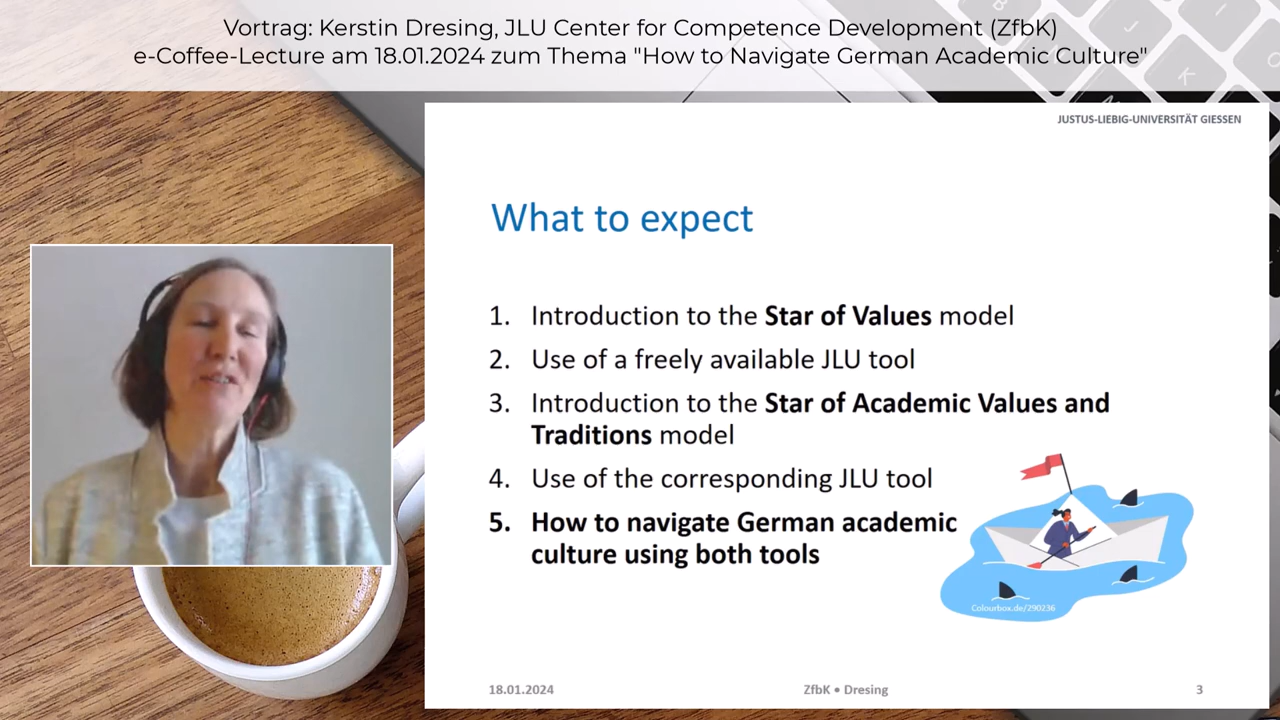 Vortrag: Kerstin Dresing, JLU Center for Competence Development (ZfbK)
e-Coffee-Lecture am 18.01.2024 zum Thema "How to Navigate German Academic Culture"
JUSTUS-LIEBIG-UNIVERSITÄT GIESSEN
What to expect
1. Introduction to the Star of Values model
2. Use of a freely available JLU tool
3. Introduction to the Star of Academic Values and
Traditions model
4. Use of the corresponding JLU tool
5. How to navigate German academic
culture using both tools
Colourbox.de/290236
18.01.2024 ZfbK • Dresing 3